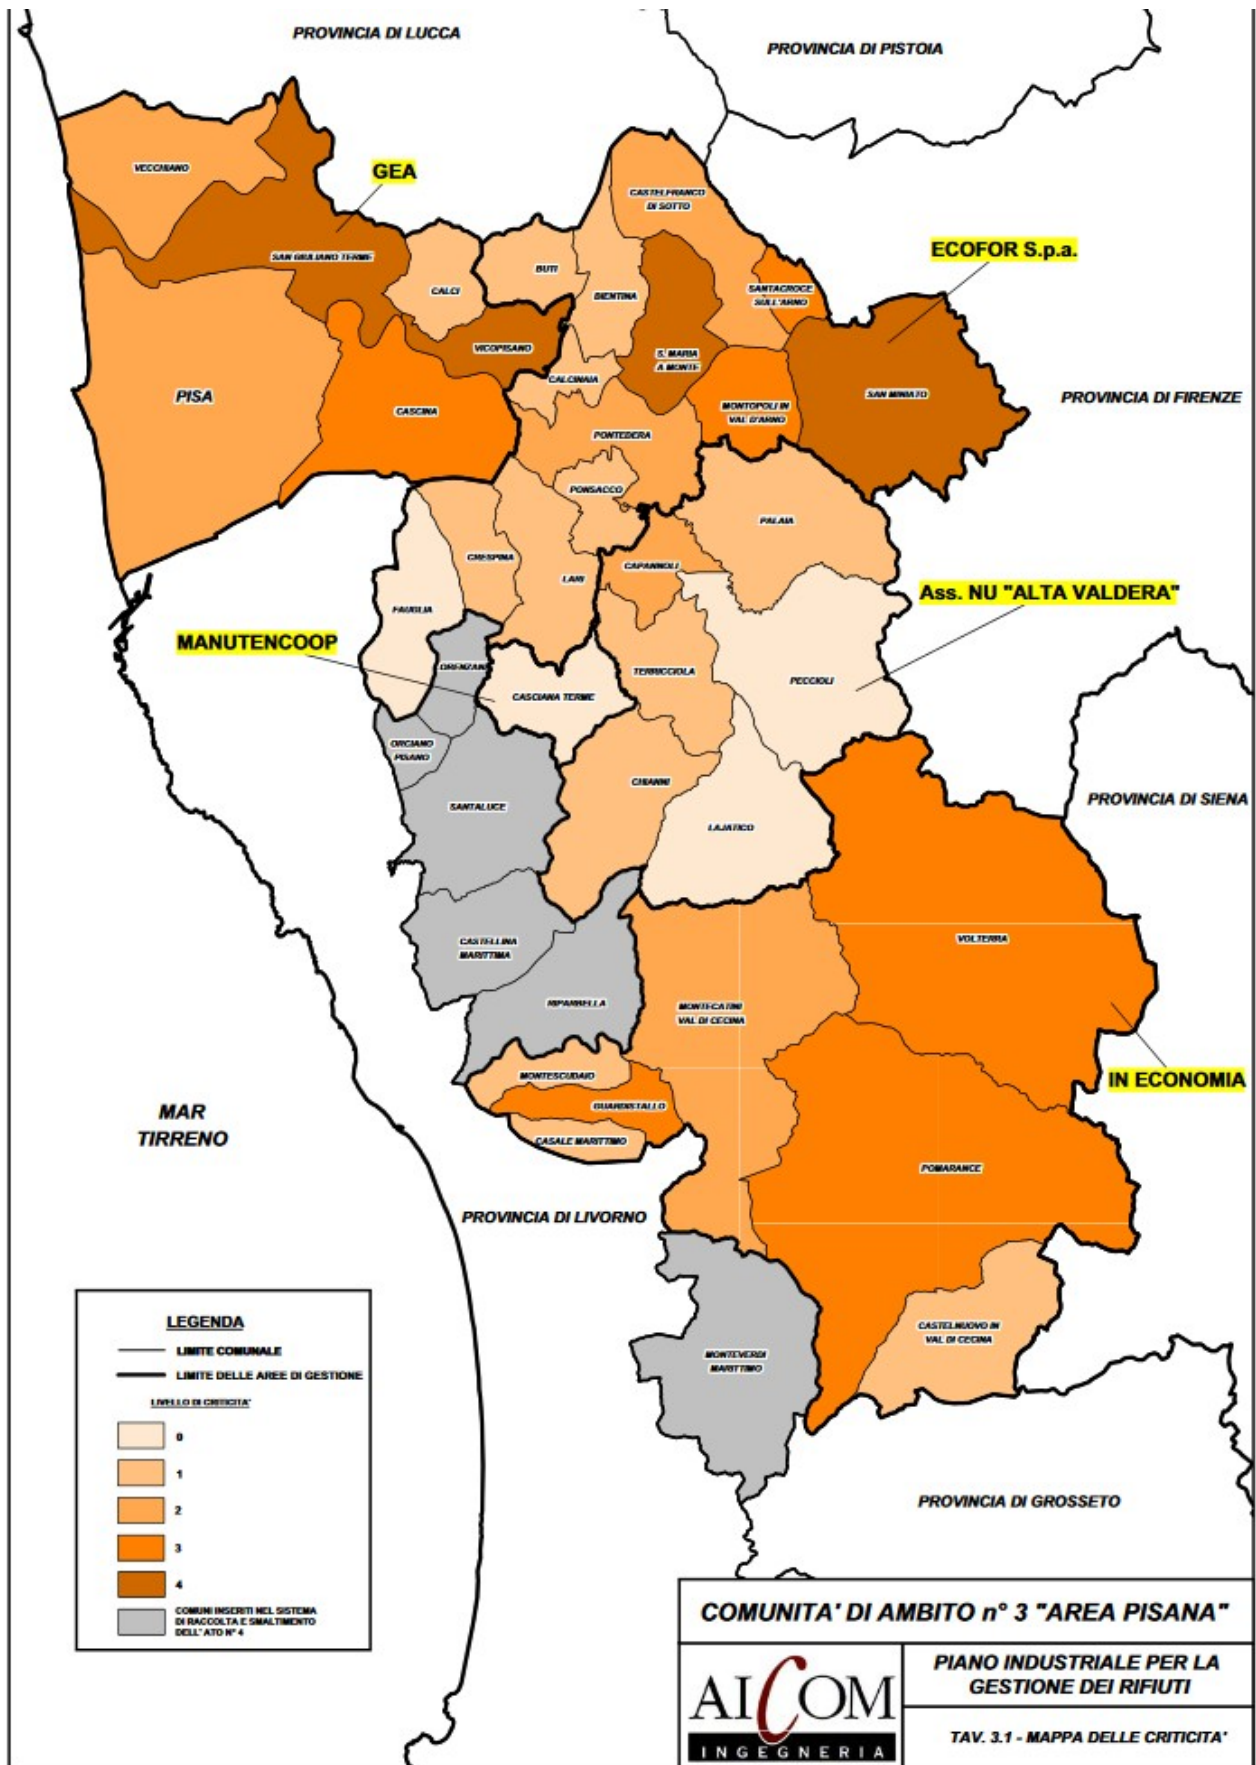 PROVINCIA DI LUCCA
PROVINCIA DI PISTOIA
VECCHIANO
GEA
CASTELFRANCO
DI SOTTO
ECOFOR S.p.a.
SAN GIULIANO TERME
BUTI
CALCI
BIENTINA
SANTACROCE
SULL'ARNO
VICOPISANO
S. MARIA
A MONTE
CALCINAIA
PISA
CASCINA
SAN MINIATO
PROVINCIA DI FIRENZE
MONTOPOLI IN
VAL D'ARNO
PONTEDERA
PONSACCO
PALAIA
CRESPINA
LARI
CAPANNOLI
Ass. NU "ALTA VALDERA"
FAUGLIA
MANUTENCOOP
ORENZANI
TERRICCIOLA
PECCIOLI
CASCIANA TERME
ORCIANO
PISANO
CHIANNI
SANTALUCE
LAJATICO
PROVINCIA DI SIENA
CASTELLINA
MARITTIMA
VOLTERRA
RIPARBELLA
MONTECATINI
VAL DI CECINA
MONTESCUDAIO
IN ECONOMIA
GUARDISTALLO
MAR
TIRRENO
CASALE MARITTIMO
POMARANCE
PROVINCIA DI LIVORNO
CASTELNUOVO IN
VAL DI CECINA
MONTEVERDI
MARITTIMO
LEGENDA
LIMITE COMUNALE
LIMITE DELLE AREE DI GESTIONE
LIVELLO DI CRITICITA'
0
1
2
3
4
COMUNI INSERITI NEL SISTEMA
DI RACCOLTA E SMALTIMENTO
DELL' ATO N° 4
PROVINCIA DI GROSSETO
COMUNITA' DI AMBITO n° 3 "AREA PISANA"
AICOM
INGEGNERIA
PIANO INDUSTRIALE PER LA
GESTIONE DEI RIFIUTI
TAV. 3.1 - MAPPA DELLE CRITICITA'